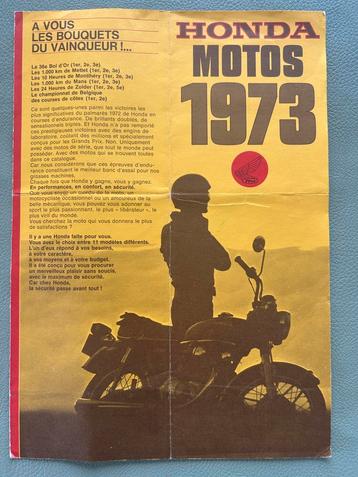 A VOUS
LES BOUQUETS
DU VAINQUEUR !...
Le 36e Bol d'Or (1er, 2e, 3e).
Les 1.000 km de Mettet (1er, 2e, 3e)
Les 10 Heures de Montlhéry (1er, 2e, 3e)
Les 1.000 km du Mans (1er, 2e, 3e)
Les 24 Heures de Zolder (1er, 2e, 5e)
Le championnat de Belgique
des courses de côtes (1er, 2e)
Ce sont quelques-unes parmi les victoires les
plus significatives du palmarès 1972 de Honda
en courses d'endurance. De brillants doublés, de
sensationnels triplés. Et Honda n'a pas remporté
ces prestigieuses victoires avec des engins de
laboratoire, coûtant des millions et spécialement
conçus pour les Grands Prix. Non. Uniquement
avec des motos de série, que tout le monde peut
posséder. Avec des motos qui se trouvent toutes
dans ce catalogue.
Car nous considérons que ces épreuves d'endurance
constituent le meilleur banc d'essai pour nos
grisantes machines.
Chaque fois que Honda y gagne, vous y gagnez.
En performances, en confort, en sécurité.
Que vous soyez un cavalier de la moto, un
motocycliste occasionnel ou un amoureux de la
belle mécanique, vous pouvez vous adonner au
sport le plus passionnant, le plus « libérateur », le
plus viril du monde.
Vous cherchez la moto qui vous donnera le plus
de satisfactions ?
Il y a une Honda faite pour vous.
Vous avez le choix entre 11 modèles différents.
L'un d'eux répond à vos besoins,
à votre caractère,
à vos moyens et à votre budget.
Il a été conçu pour vous procurer
un merveilleux plaisir sans soucis,
avec le maximum de sécurité.
Car chez Honda,
la sécurité passe avant tout !
HONDA
MOTOS
1973